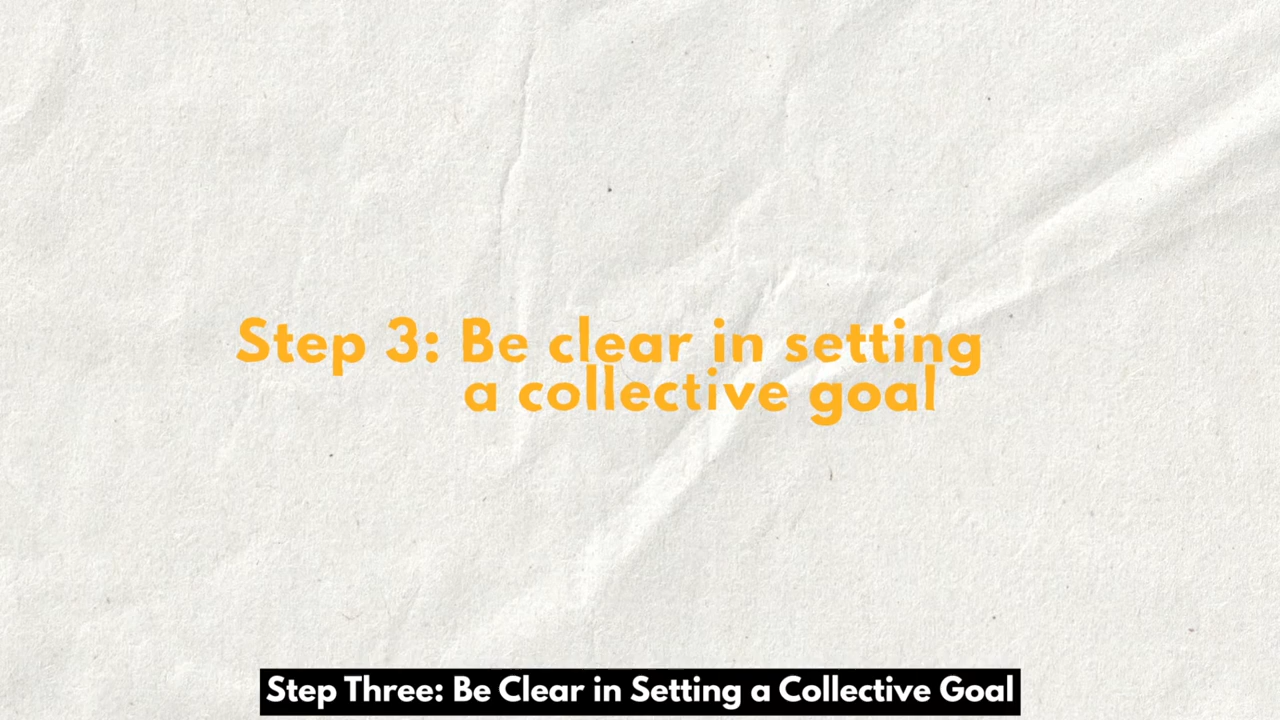 Step 3: Be clear in setting
a collective goal
Step Three: Be Clear in Setting a Collective Goal